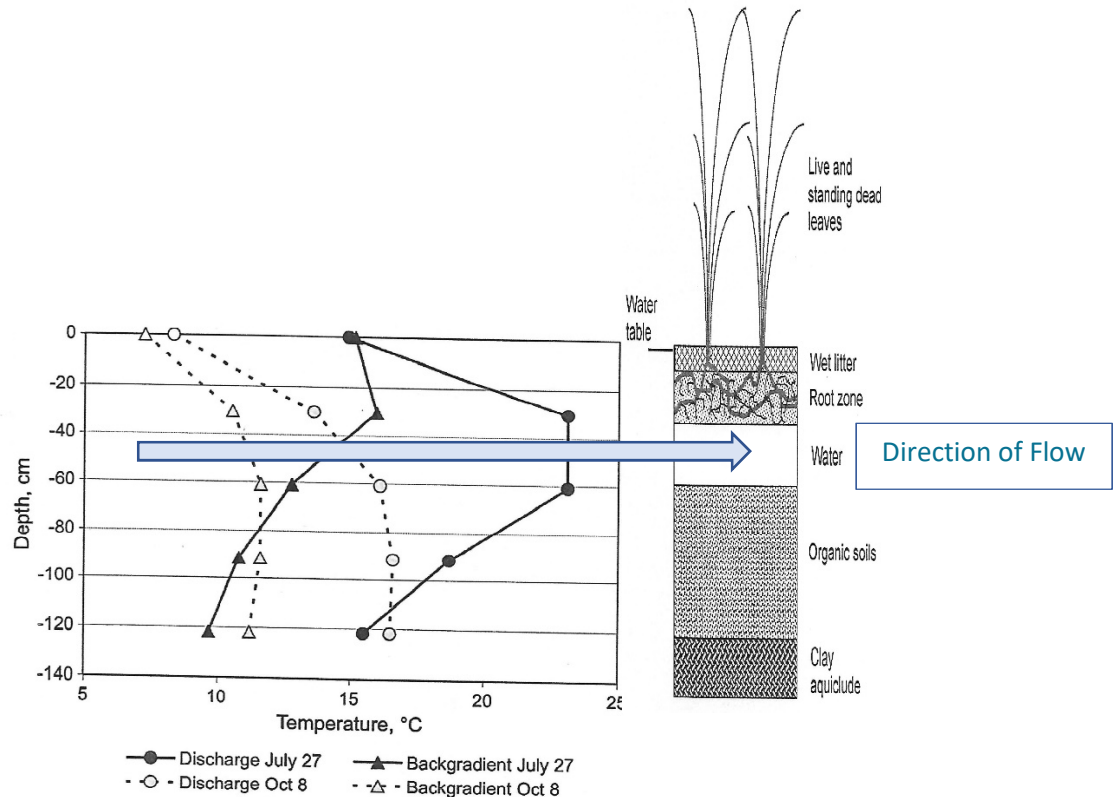 Live and
standing dead
leaves
Water
table
Wet litter
Root zone
Water
Direction of Flow
Organic soils
Clay
aquiclude
0
-20
-40
-60
-80
-100
-120
-140
Depth, cm
5
10
15
20
25
Temperature, °C
Discharge July 27
Backgradient July 27
Discharge Oct 8
Backgradient Oct 8